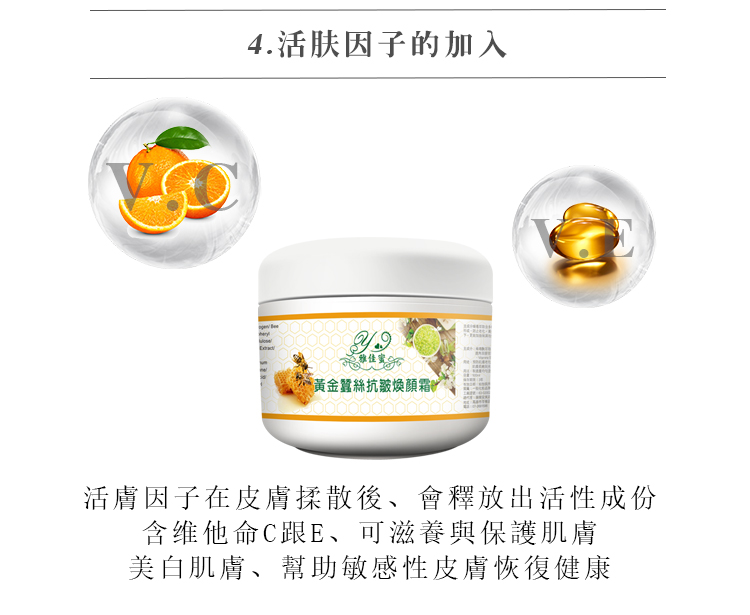 4.活肤因子的加入
V.C
V.E
雅佳蜜
黃金蠶絲抗皺煥顏霜
活膚因子在皮膚揉散後、會釋放出活性成份
含维他命C跟E、可滋養與保護肌膚
美白肌膚、幫助敏感性皮膚恢復健康